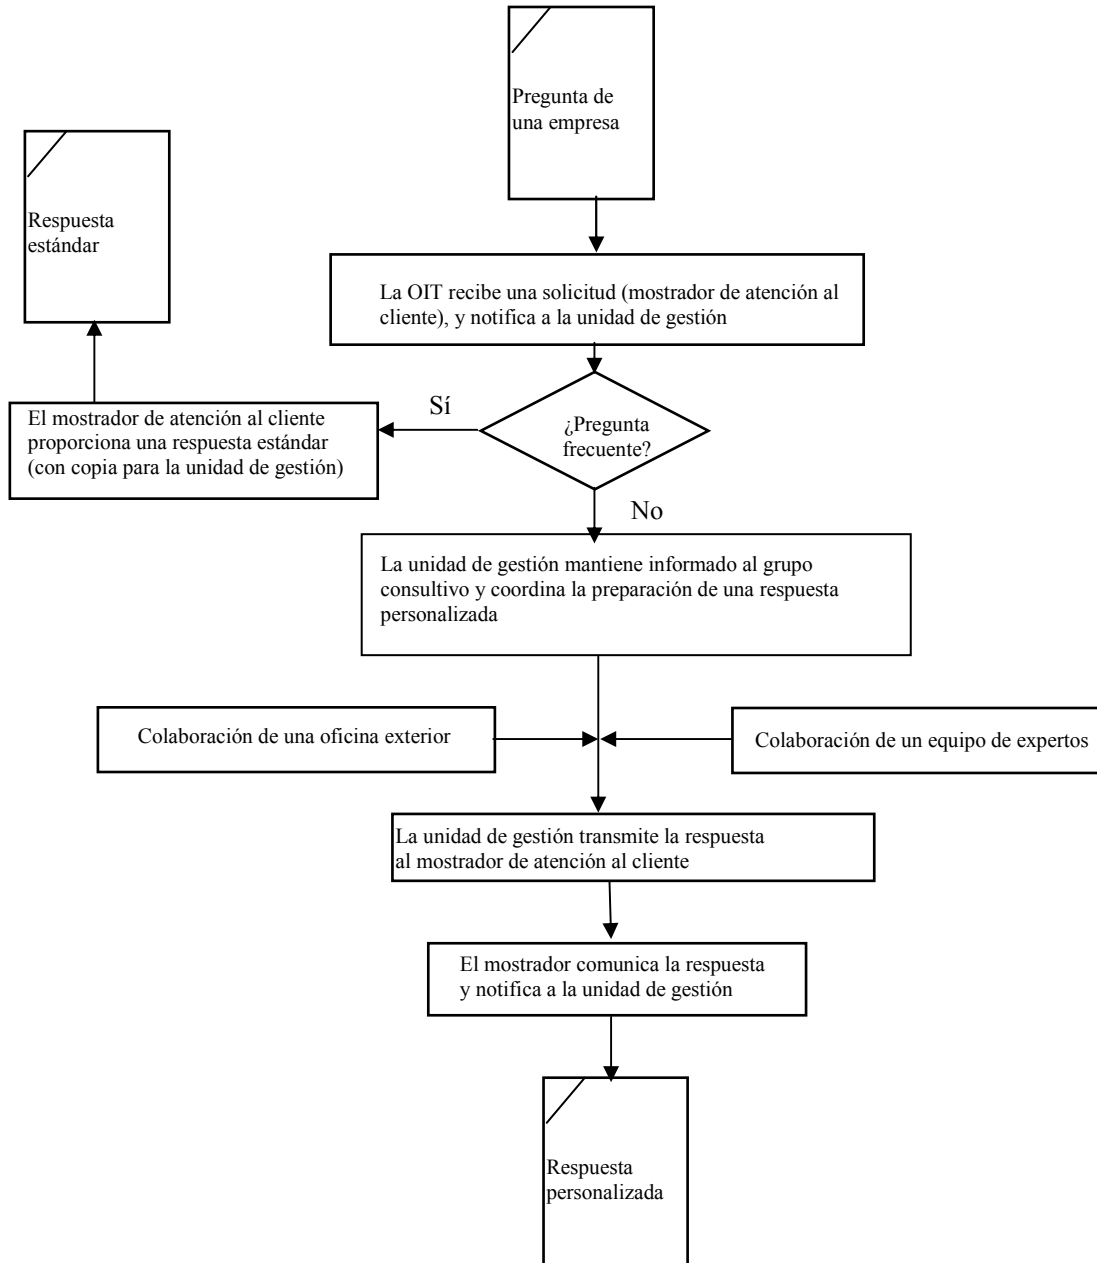 Pregunta de
una empresa
Respuesta
estándar
La OIT recibe una solicitud (mostrador de atención al
cliente), y notifica a la unidad de gestión
Sí
¿Pregunta
frecuente?
El mostrador de atención al cliente
proporciona una respuesta estándar
(con copia para la unidad de gestión)
No
La unidad de gestión mantiene informado al grupo
consultivo y coordina la preparación de una respuesta
personalizada
Colaboración de una oficina exterior
Colaboración de un equipo de expertos
La unidad de gestión transmite la respuesta
al mostrador de atención al cliente
El mostrador comunica la respuesta
y notifica a la unidad de gestión
Respuesta
personalizada